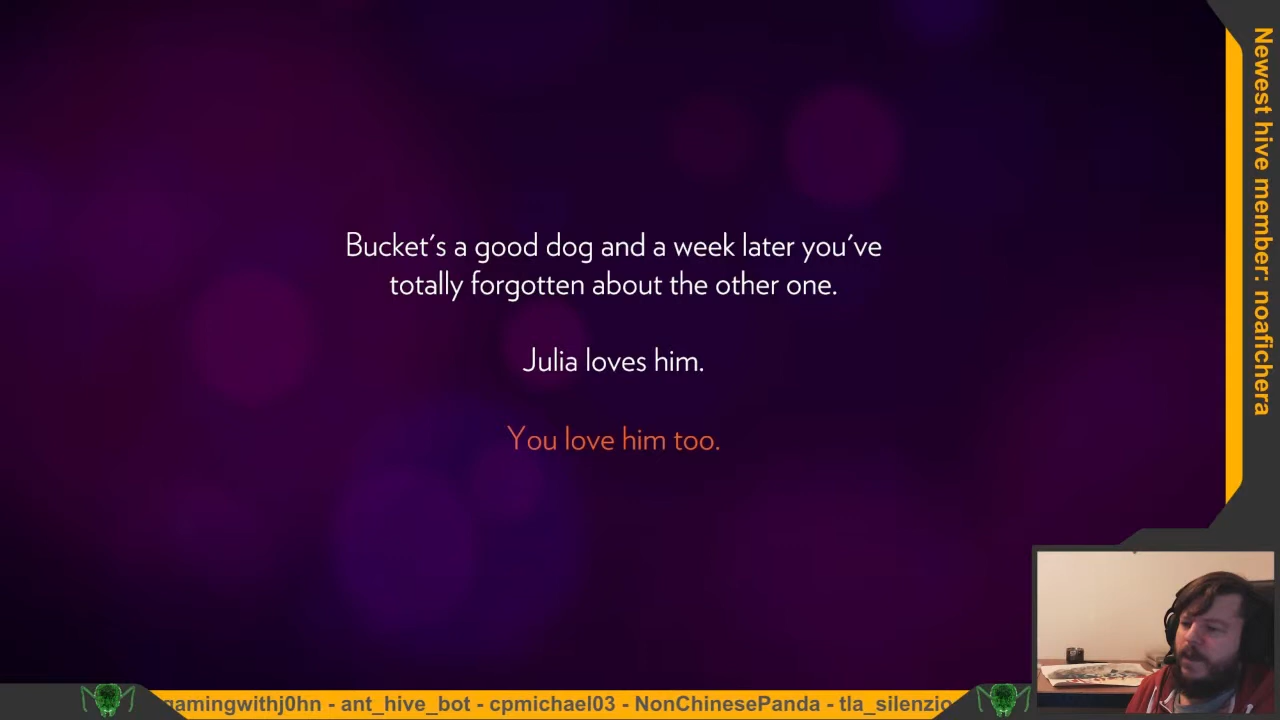 Bucket's a good dog and a week later you've
totally forgotten about the other one.
Julia loves him.
You love him too.
Newest hive member: noafichera
gamingwithj0hn - ant_hive_bot - cpmichael03 - NonChinesePanda - tla_silenzio